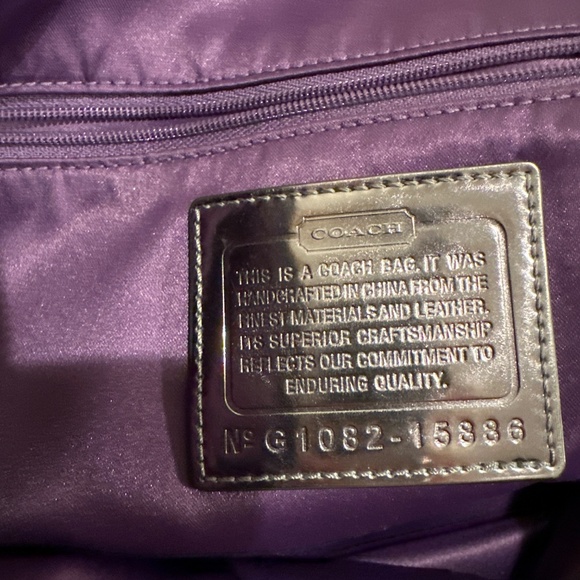 COACH
THIS IS A COACH BAG. IT WAS
HANDCRAFTED IN CHINA FROM THE
FINEST MATERIALS AND LEATHER.
ITS SUPERIOR CRAFTSMANSHIP
REFLECTS OUR COMMITMENT TO
ENDURING QUALITY.
Nº G1082-15886